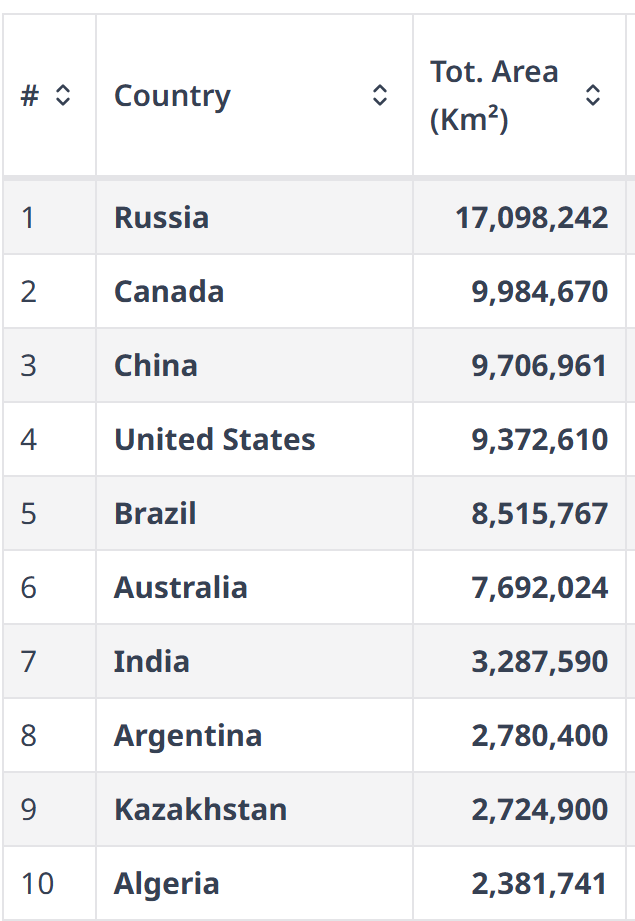 # Country Tot. Area (Km²)
1 Russia 17,098,242
2 Canada 9,984,670
3 China 9,706,961
4 United States 9,372,610
5 Brazil 8,515,767
6 Australia 7,692,024
7 India 3,287,590
8 Argentina 2,780,400
9 Kazakhstan 2,724,900
10 Algeria 2,381,741